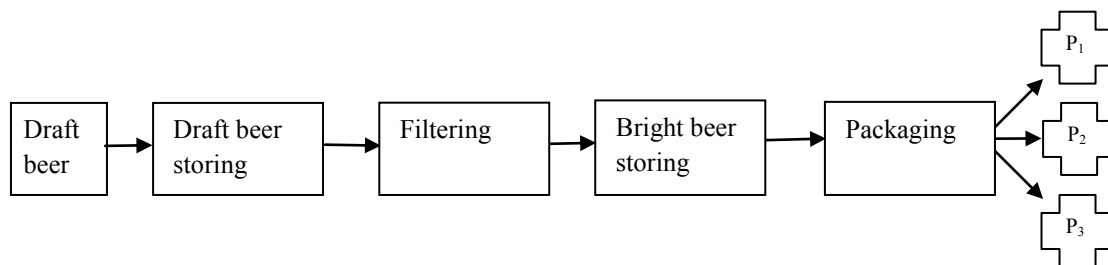 Draft
beer
Draft beer
storing
Filtering
Bright beer
storing
Packaging
P₁
P₂
P₃